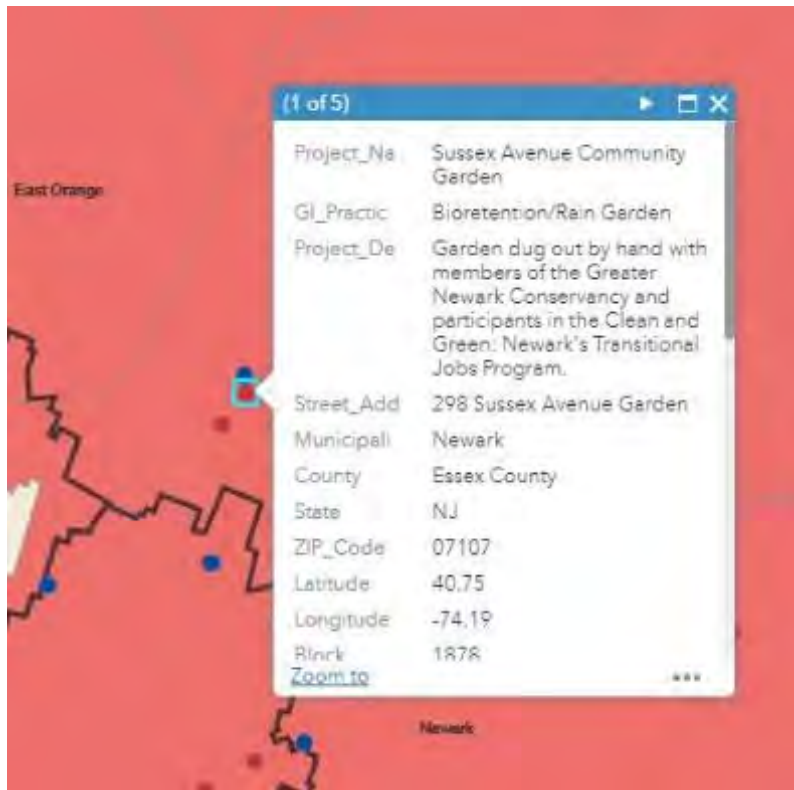 (1 of 5)
East Orange
Project_Na Sussex Avenue Community
Garden
GI_Practic Bioretention/Rain Garden
Project_De Garden dug out by hand with
members of the Greater
Newark Conservancy and
participants in the Clean and
Green: Newark's Transitional
Jobs Program.
Street_Add 298 Sussex Avenue Garden
Municipali Newark
County Essex County
State NJ
ZIP_Code 07107
Latitude 40.75
Longitude -74.19
Block 1878
Zoom to
Newark